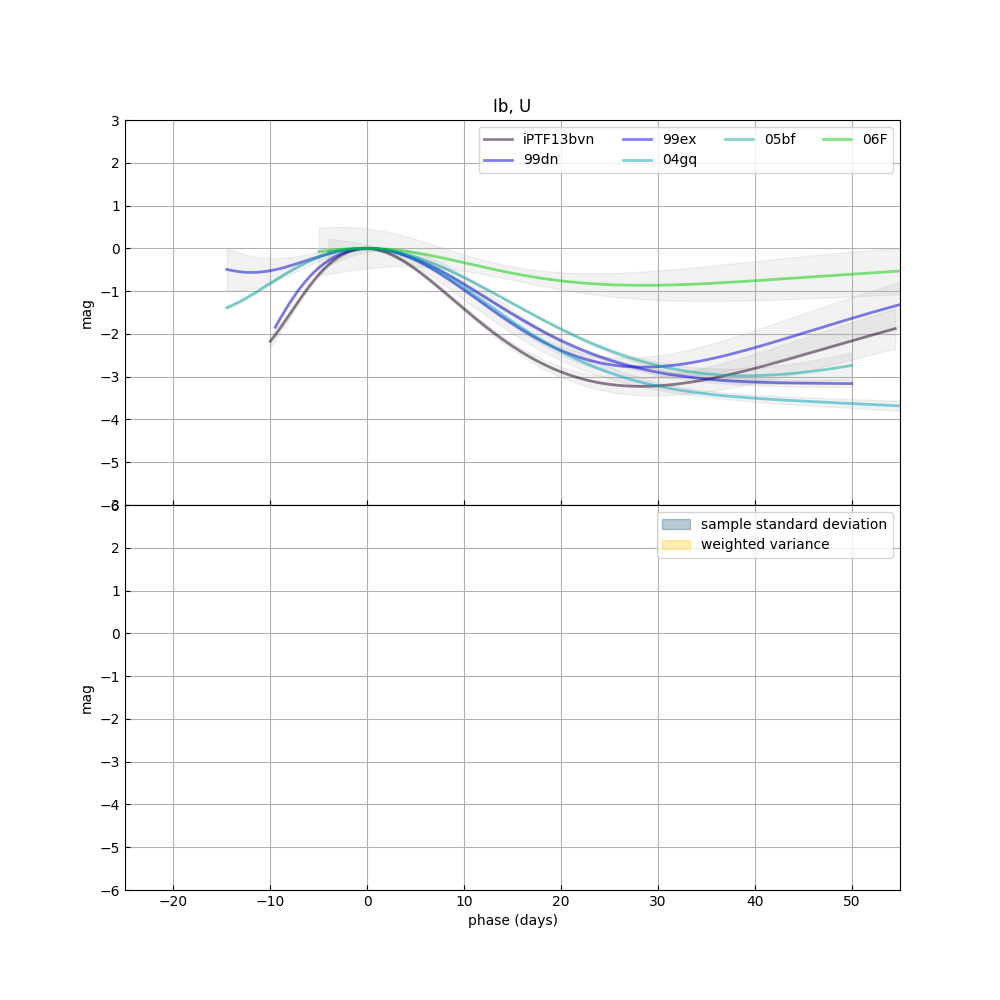 Ib, U
3
2
1
0
−1
−2
−3
−4
−5
−6
mag
iPTF13bvn 99ex 05bf 06F
99dn 04gq
3
2
1
0
−1
−2
−3
−4
−5
−6
mag
sample standard deviation
weighted variance
−20 −10 0 10 20 30 40 50
phase (days)